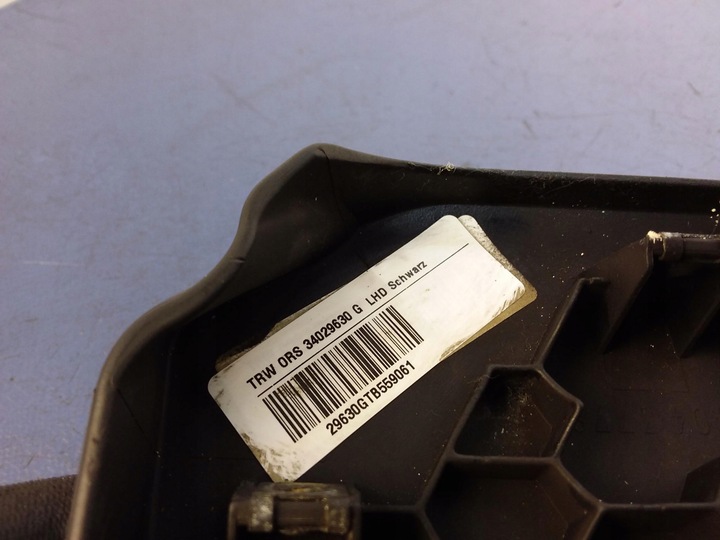 TRW ORS 34029630 G LHD Schwarz
29630GTB559061